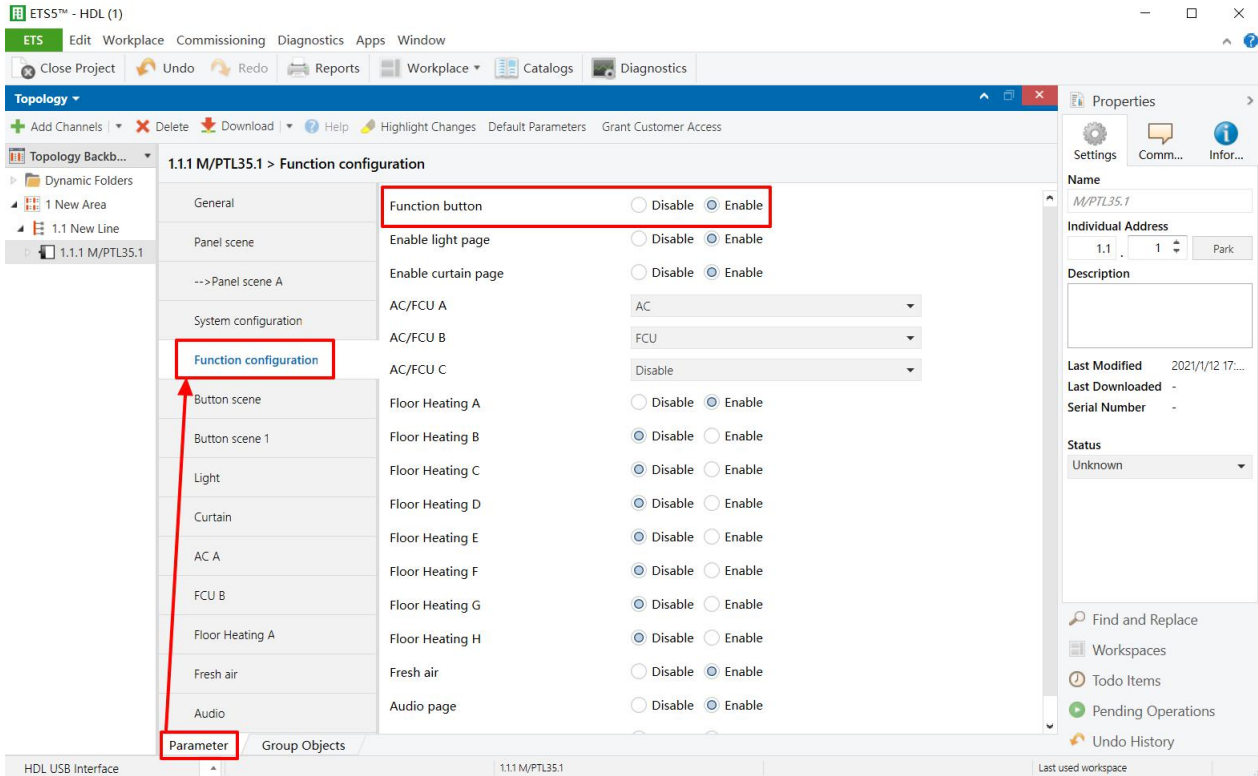 ETS5™ - HDL (1)
ETS Edit Workplace Commissioning Diagnostics Apps Window
Close Project Undo Redo Reports Workplace Catalogs Diagnostics
Topology
Add Channels Delete Download Help Highlight Changes Default Parameters Grant Customer Access
Topology Backb...
Dynamic Folders
1 New Area
1.1 New Line
1.1.1 M/PTL35.1
1.1.1 M/PTL35.1 > Function configuration
General
Panel scene
-->Panel scene A
System configuration
Function configuration
Button scene
Button scene 1
Light
Curtain
AC A
FCU B
Floor Heating A
Fresh air
Audio
Function button Disable Enable
Enable light page Disable Enable
Enable curtain page Disable Enable
AC/FCU A AC
AC/FCU B FCU
AC/FCU C Disable
Floor Heating A Disable Enable
Floor Heating B Disable Enable
Floor Heating C Disable Enable
Floor Heating D Disable Enable
Floor Heating E Disable Enable
Floor Heating F Disable Enable
Floor Heating G Disable Enable
Floor Heating H Disable Enable
Fresh air Disable Enable
Audio page Disable Enable
Parameter Group Objects
Properties
Settings Comm... Infor...
Name
M/PTL35.1
Individual Address
1.1 . 1 Park
Description
Last Modified 2021/1/12 17:...
Last Downloaded -
Serial Number -
Status
Unknown
Find and Replace
Workspaces
Todo Items
Pending Operations
Undo History
HDL USB Interface 1.1.1 M/PTL35.1 Last used workspace